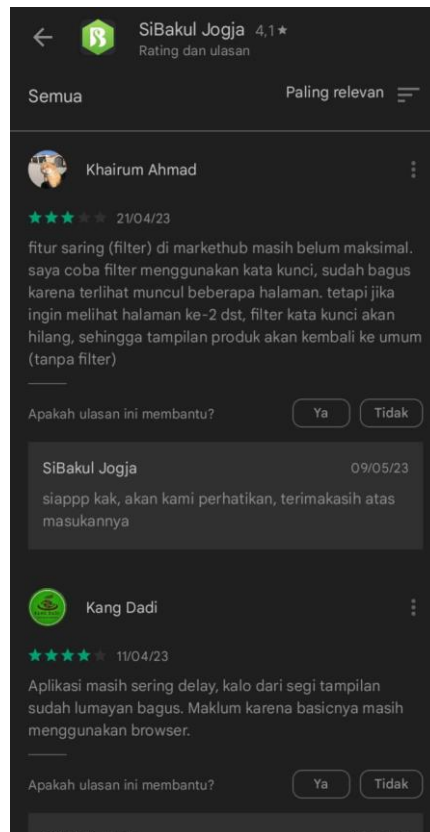 SiBakul Jogja 4,1★
Rating dan ulasan
Semua
Paling relevan
Khairum Ahmad
21/04/23
fitur saring (filter) di markethub masih belum maksimal.
saya coba filter menggunakan kata kunci, sudah bagus
karena terlihat muncul beberapa halaman. tetapi jika
ingin melihat halaman ke-2 dst, filter kata kunci akan
hilang, sehingga tampilan produk akan kembali ke umum
(tanpa filter)
Apakah ulasan ini membantu?
Ya
Tidak
SiBakul Jogja
09/05/23
siappp kak, akan kami perhatikan, terimakasih atas
masukannya
Kang Dadi
11/04/23
Aplikasi masih sering delay, kalo dari segi tampilan
sudah lumayan bagus. Maklum karena basicnya masih
menggunakan browser.
Apakah ulasan ini membantu?
Ya
Tidak